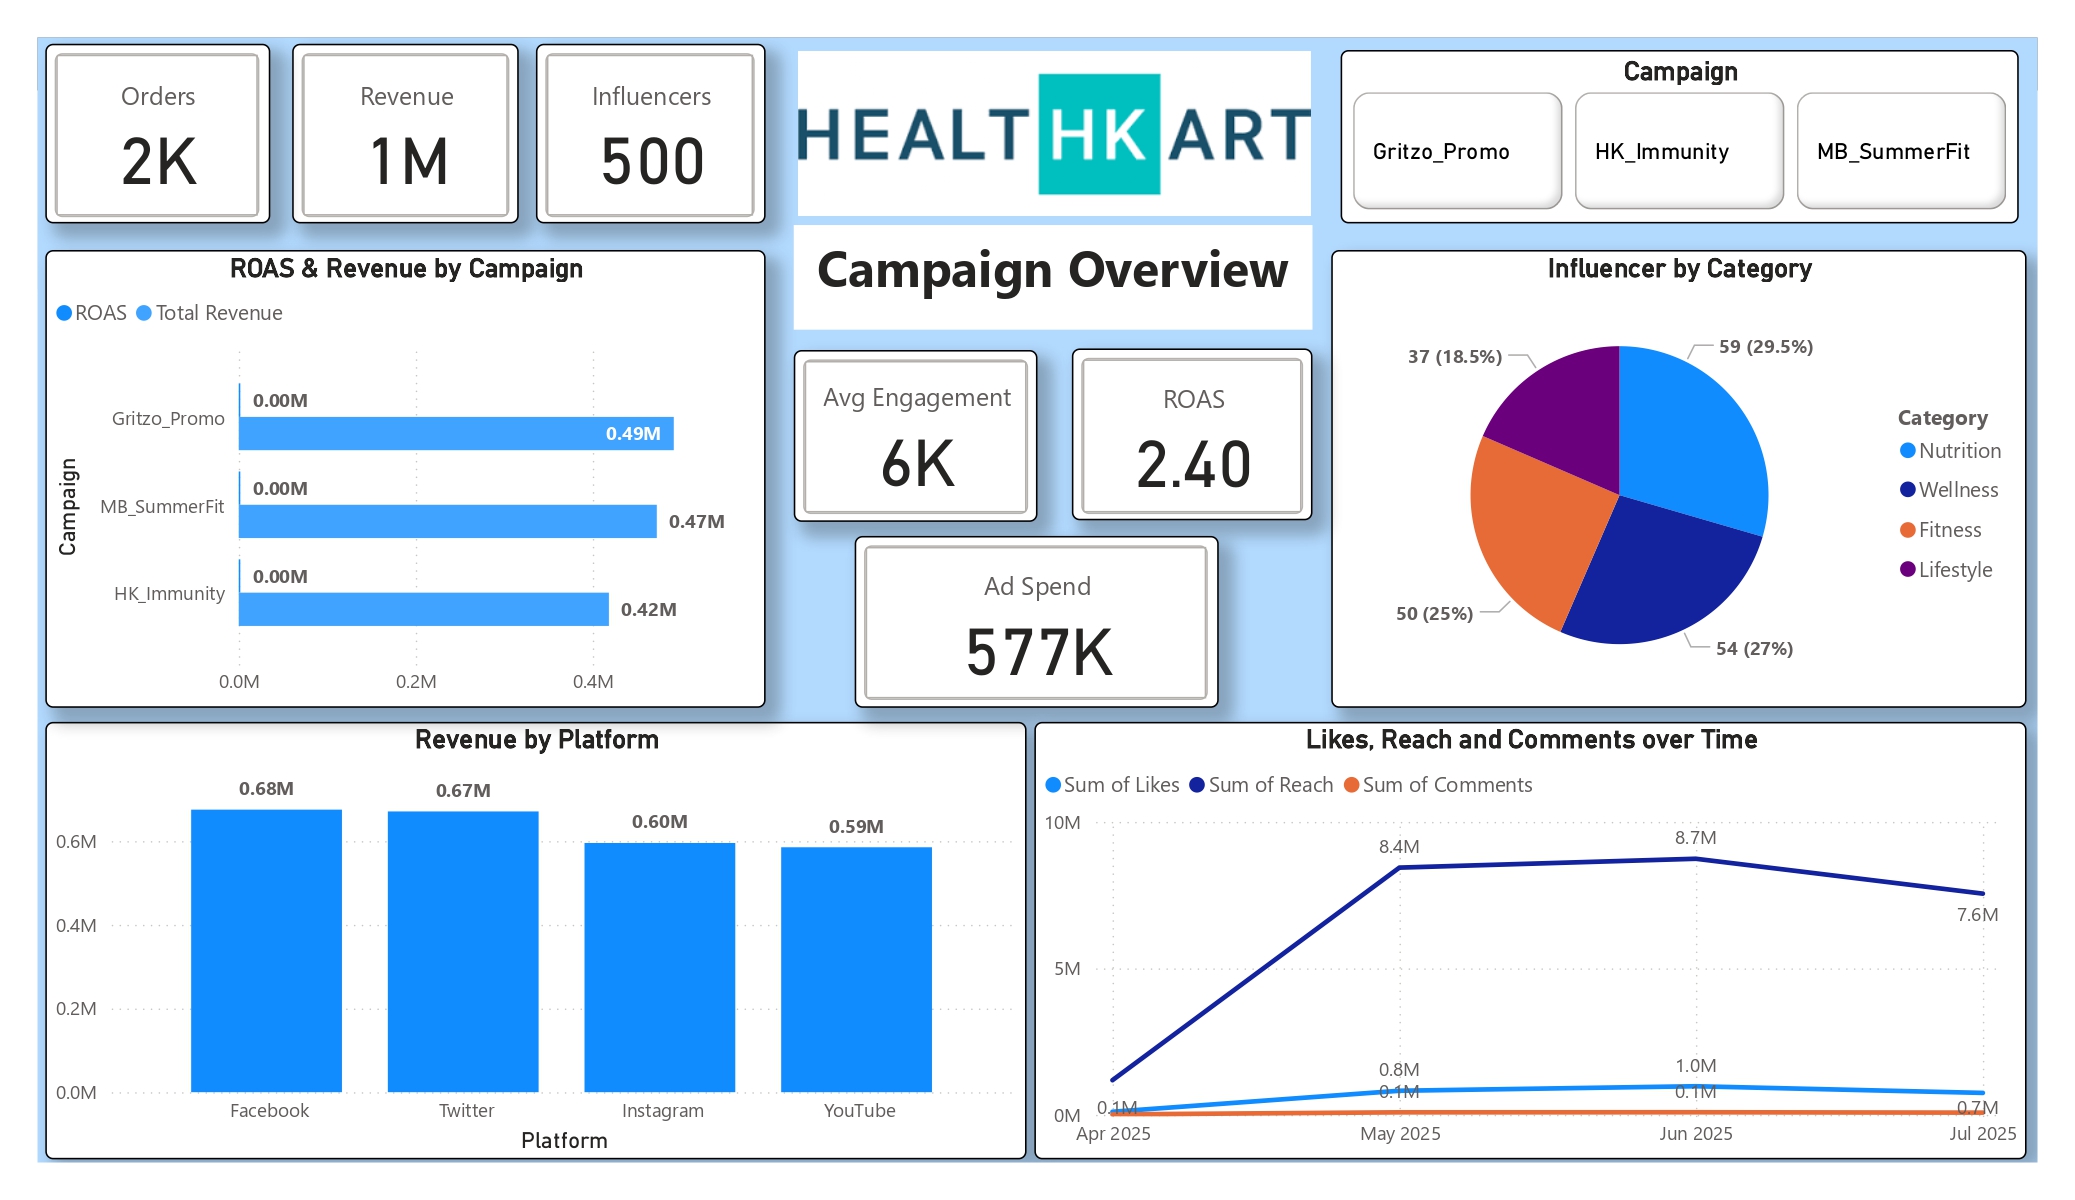 Orders
2K
Revenue
1M
Influencers
500
HEALTHKART
Campaign
Gritzo_Promo
HK_Immunity
MB_SummerFit
Campaign Overview
ROAS & Revenue by Campaign
ROAS
Total Revenue
Campaign
Gritzo_Promo
0.00M
0.49M
MB_SummerFit
0.00M
0.47M
HK_Immunity
0.00M
0.42M
0.0M
0.2M
0.4M
Avg Engagement
6K
ROAS
2.40
Ad Spend
577K
Influencer by Category
37 (18.5%)
59 (29.5%)
50 (25%)
54 (27%)
Category
Nutrition
Wellness
Fitness
Lifestyle
Revenue by Platform
0.68M
0.67M
0.60M
0.59M
0.6M
0.4M
0.2M
0.0M
Facebook
Twitter
Instagram
YouTube
Platform
Likes, Reach and Comments over Time
Sum of Likes
Sum of Reach
Sum of Comments
10M
5M
0M
8.4M
8.7M
7.6M
0.8M
1.0M
0.1M
0.1M
0.1M
0.7M
Apr 2025
May 2025
Jun 2025
Jul 2025